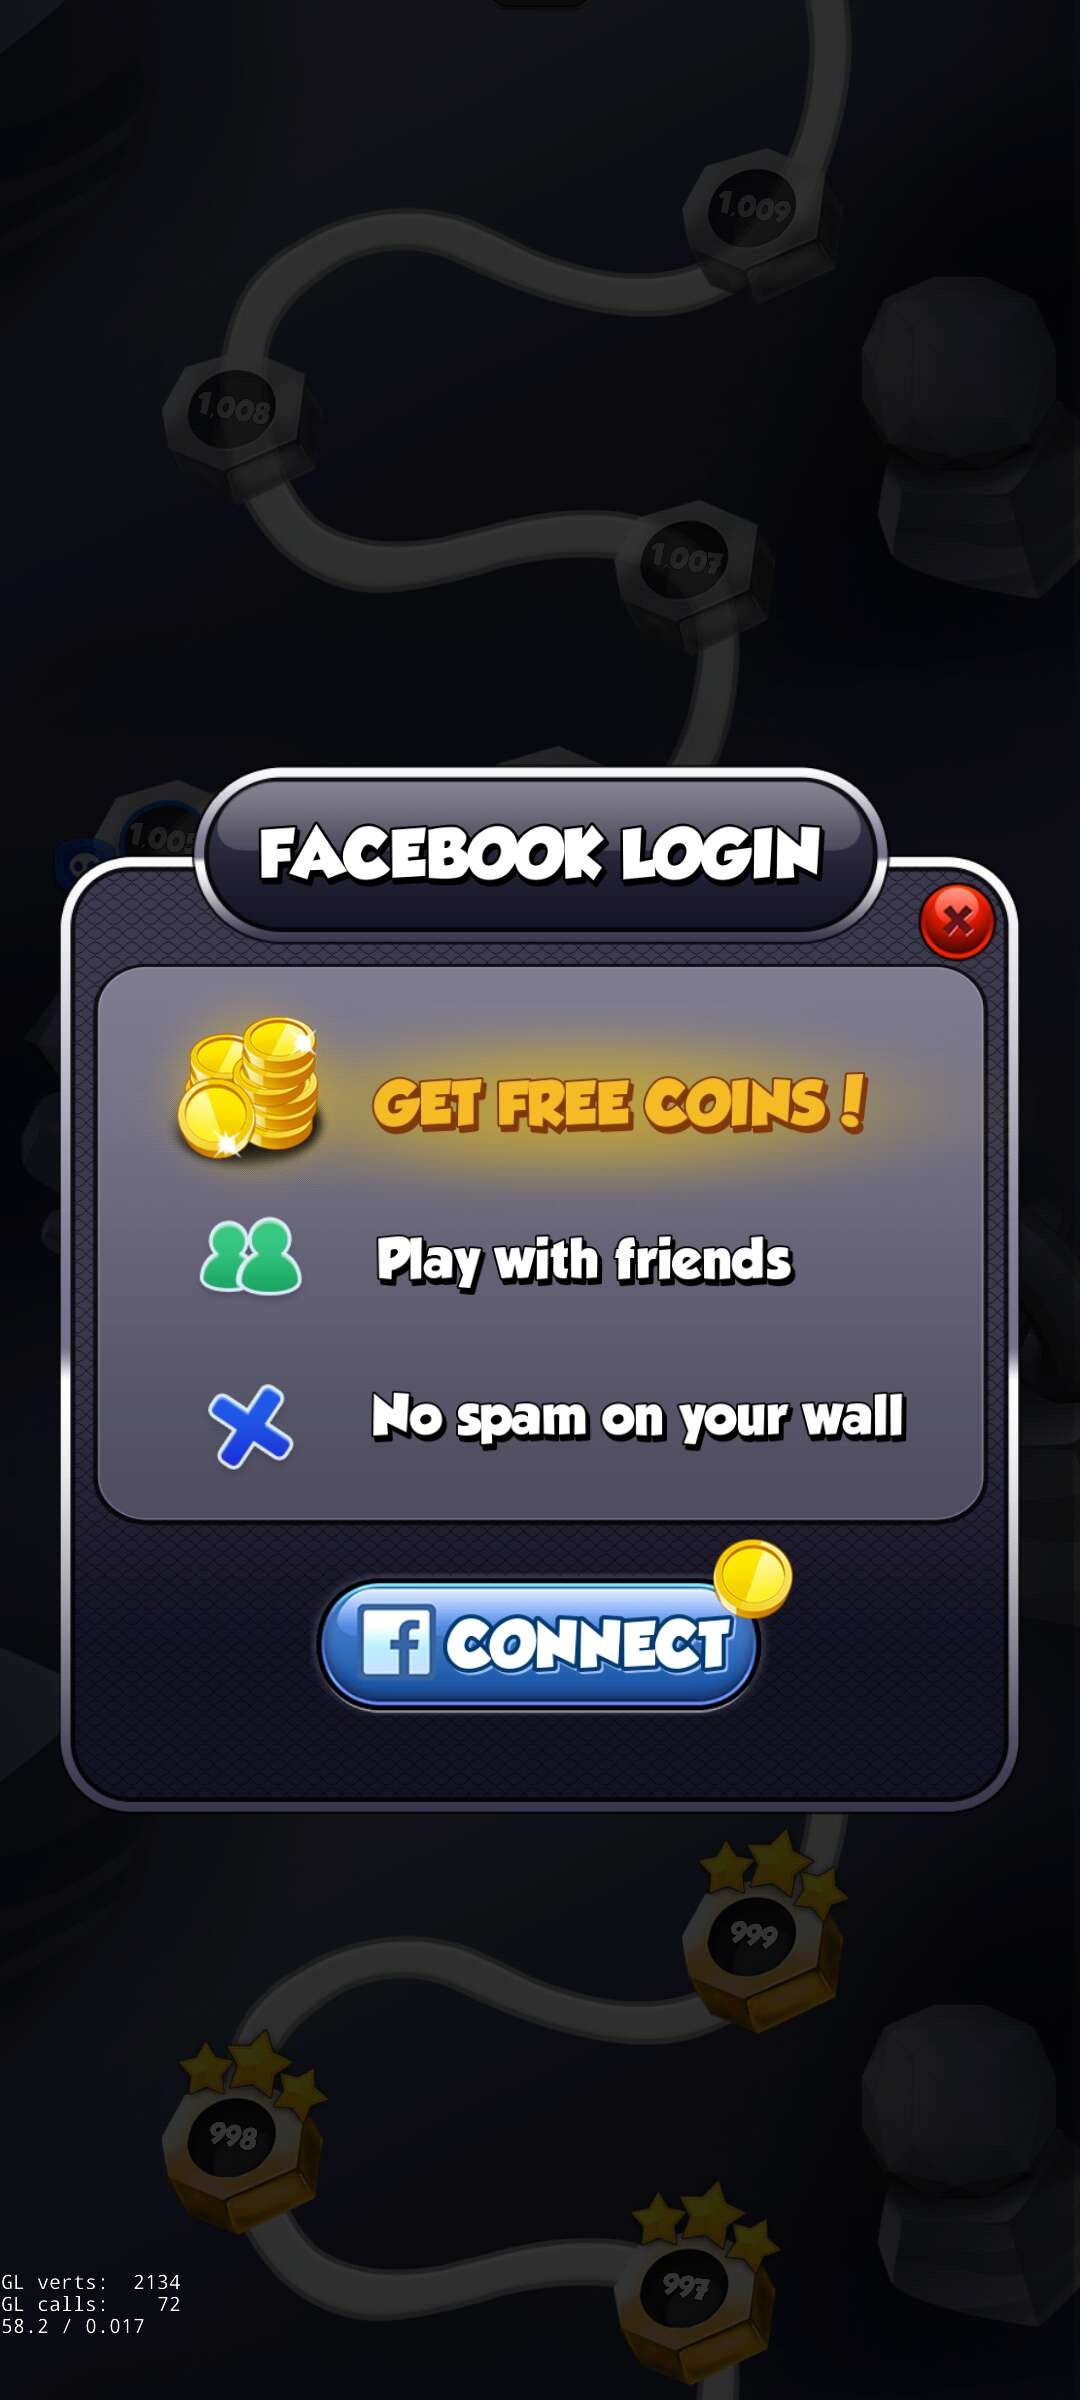 1,009
1,008
1,007
1,005
FACEBOOK LOGIN
GET FREE COINS!
Play with friends
No spam on your wall
CONNECT
999
998
997
GL verts: 2134
GL calls: 72
58.2 / 0.017